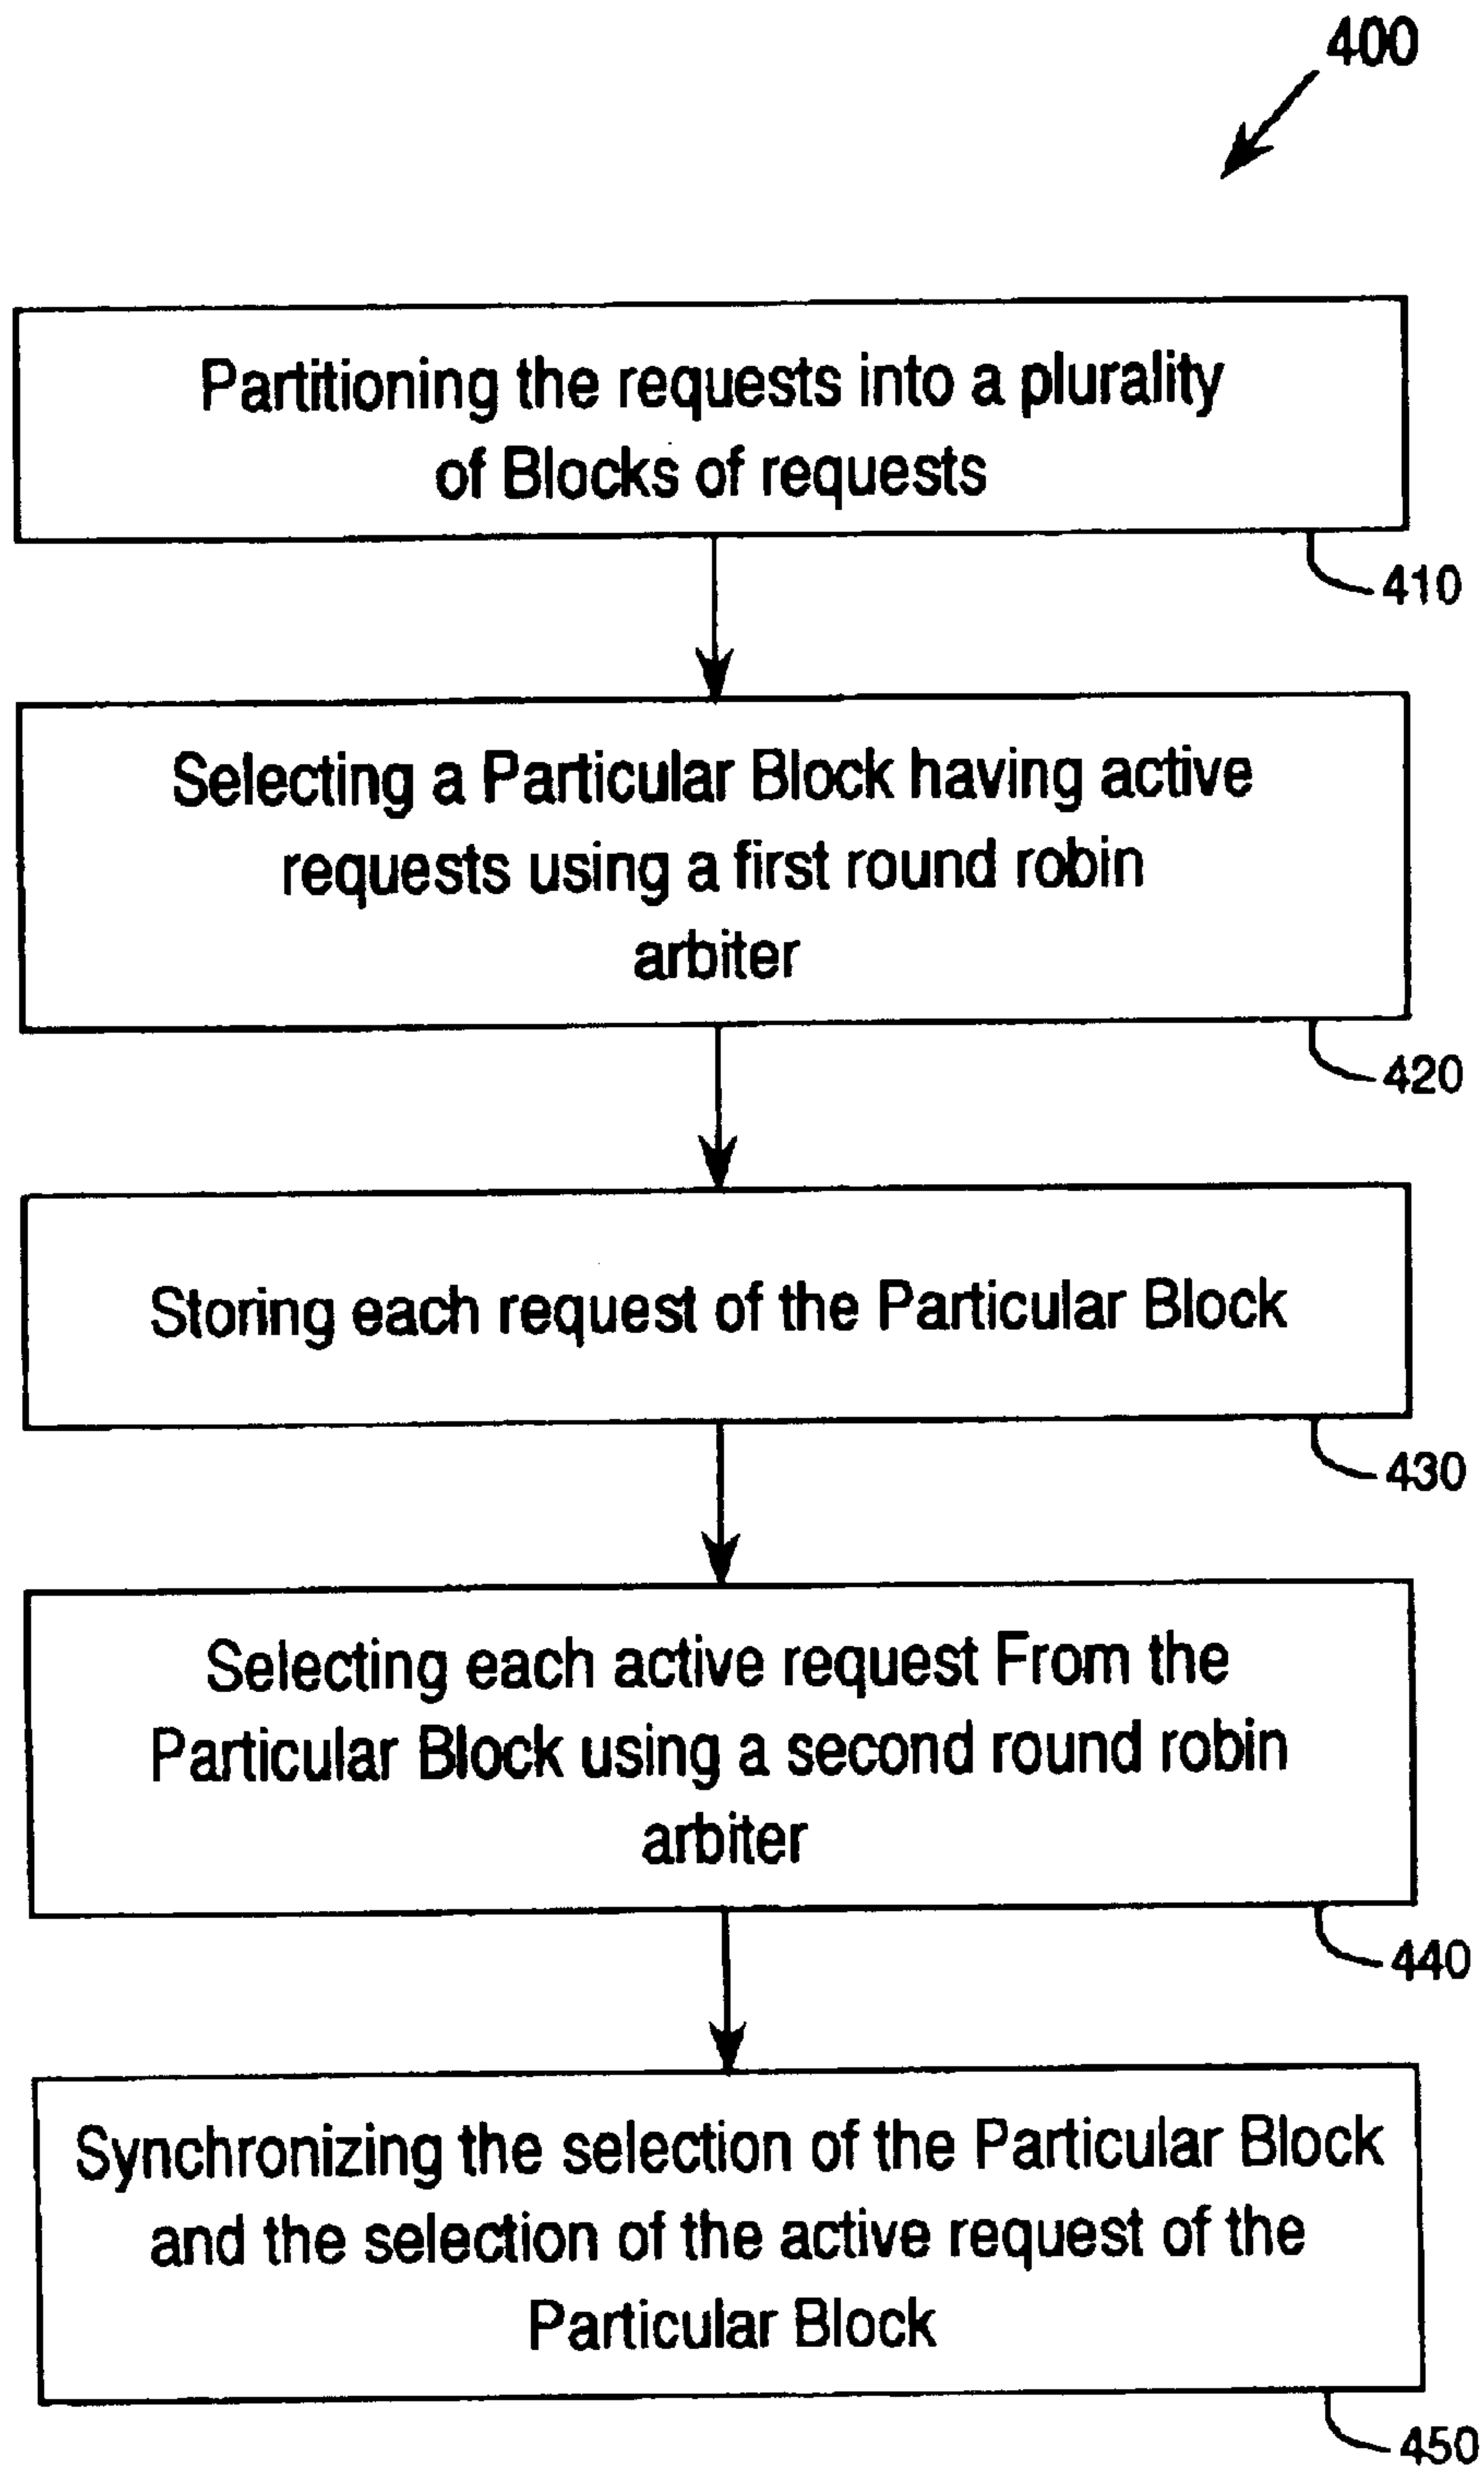 400
Partitioning the requests into a plurality
of Blocks of requests
410
Selecting a Particular Block having active
requests using a first round robin
arbiter
420
Storing each request of the Particular Block
430
Selecting each active request From the
Particular Block using a second round robin
arbiter
440
Synchronizing the selection of the Particular Block
and the selection of the active request of the
Particular Block
450